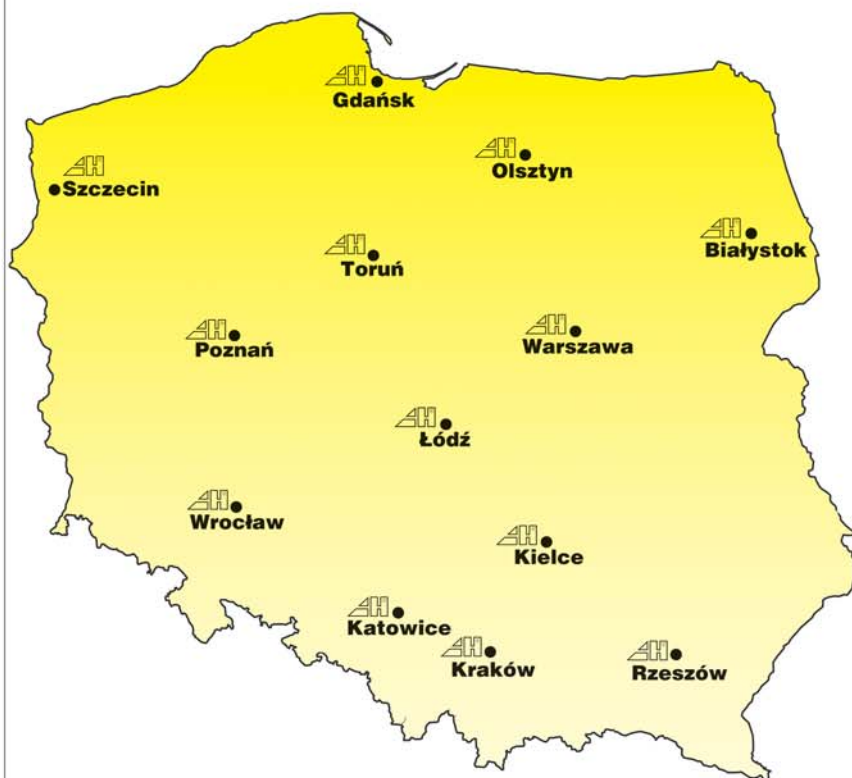 Gdańsk
Olsztyn
Szczecin
Białystok
Toruń
Poznań
Warszawa
Łódź
Wrocław
Kielce
Katowice
Kraków
Rzeszów